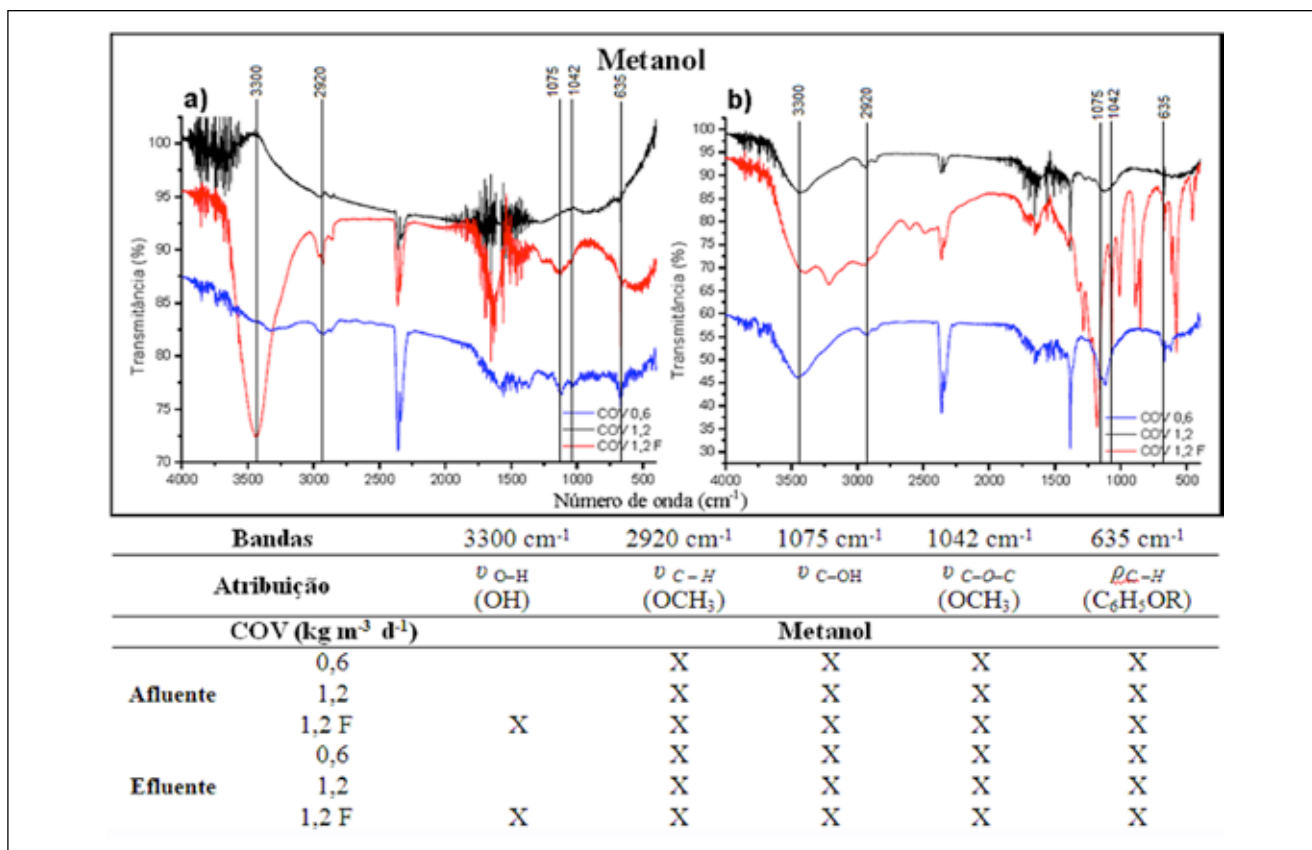 Metanol
a)
3300
2920
1075
1042
635
100
95
90
85
80
75
70
Transmitância (%)
COV 0,6
COV 1,2
COV 1,2 F
4000 3000 2500 2000 1500 1000 500
b)
3300
2920
1075
1042
635
100
95
90
85
80
75
70
65
60
55
50
45
40
35
30
Transmitância (%)
COV 0,6
COV 1,2
COV 1,2 F
4000 3000 2500 2000 1500 1000 500
Número de onda (cm-1)
Bandas 3300 cm-1 2920 cm-1 1075 cm-1 1042 cm-1 635 cm-1
Atribuição υ O–H υ C – H υ C–OH υ C–O–C ρC–H
(OH) (OCH3) (OCH3) (C6H5OR)
COV (kg m-3 d-1) Metanol
0,6 X X X X
Afluente 1,2 X X X X
1,2 F X X X X X
0,6 X X X X
Efluente 1,2 X X X X
1,2 F X X X X X